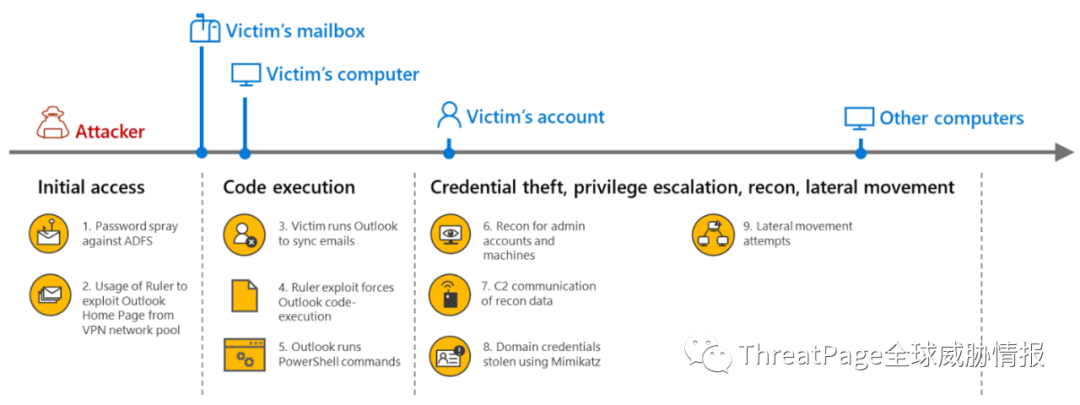 Victim's mailbox
Victim's computer
Attacker
Victim's account
Other computers
Initial access
Code execution
Credential theft, privilege escalation, recon, lateral movement
1. Password spray
against ADFS
2. Usage of Ruler to
exploit Outlook
Home Page from
VPN network pool
3. Victim runs Outlook
to sync emails
4. Ruler exploit forces
Outlook code-
execution
5. Outlook runs
PowerShell commands
6. Recon for admin
accounts and
machines
7. C2 communication
of recon data
8. Domain credentials
stolen using Mimikatz
9. Lateral movement
attempts
ThreatPage全球威胁情报